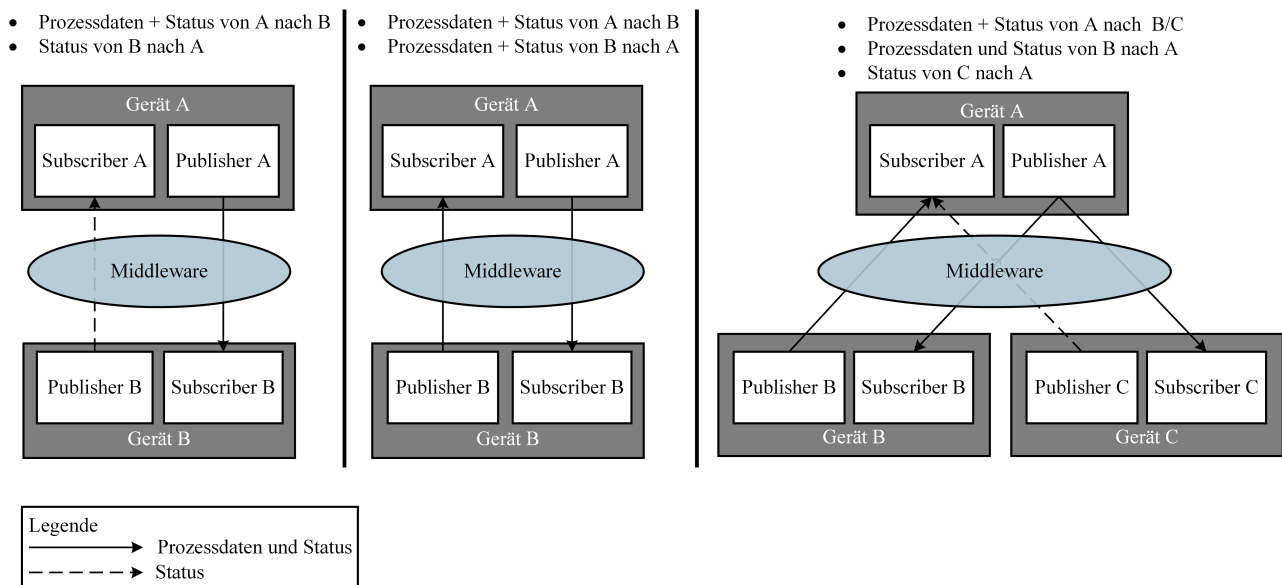 • Prozessdaten + Status von A nach B
• Status von B nach A
Gerät A
Subscriber A
Publisher A
Middleware
Publisher B
Subscriber B
Gerät B
• Prozessdaten + Status von A nach B
• Prozessdaten + Status von B nach A
Gerät A
Subscriber A
Publisher A
Middleware
Publisher B
Subscriber B
Gerät B
• Prozessdaten + Status von A nach B/C
• Prozessdaten und Status von B nach A
• Status von C nach A
Gerät A
Subscriber A
Publisher A
Middleware
Publisher B
Subscriber B
Gerät B
Publisher C
Subscriber C
Gerät C
Legende
Prozessdaten und Status
Status